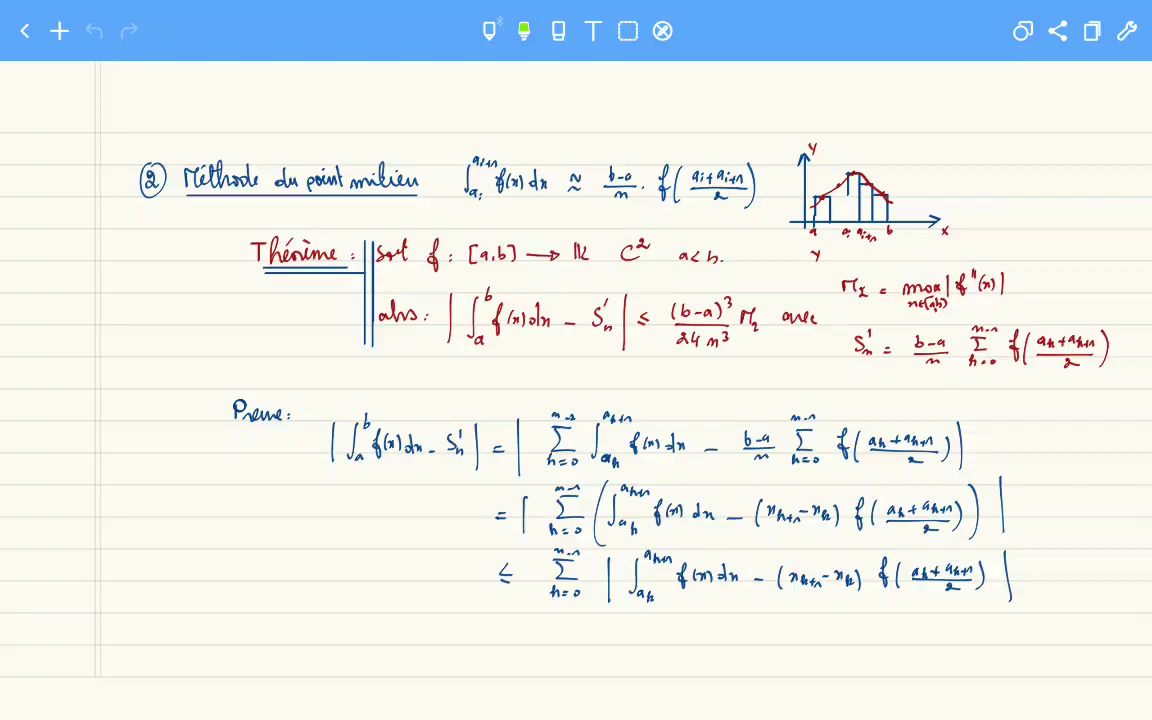 ② Méthode du point milieu ∫_{a_i}^{a_{i+1}} f(x) dx ≈ (b-a)/n · f((a_i + a_{i+1})/2)
y
a a_i a_{i+1} b x
y
Théorème : Soit f : [a,b] → ℝ C² a < b.
M_2 = max_{x∈[a,b]} |f''(x)|
abs : | ∫_a^b f(x) dx - S'_n | ≤ (b-a)³/(24 n³) M_2 avec
S'_n = (b-a)/n Σ_{k=0}^{n-1} f((a_k + a_{k+1})/2)
Preuve :
| ∫_a^b f(x) dx - S'_n | = | Σ_{k=0}^{n-1} ∫_{a_k}^{a_{k+1}} f(x) dx - (b-a)/n Σ_{k=0}^{n-1} f((a_k + a_{k+1})/2) |
= | Σ_{k=0}^{n-1} ( ∫_{a_k}^{a_{k+1}} f(x) dx - (x_{k+1} - x_k) f((a_k + a_{k+1})/2) ) |
≤ Σ_{k=0}^{n-1} | ∫_{a_k}^{a_{k+1}} f(x) dx - (x_{k+1} - x_k) f((a_k + a_{k+1})/2) |